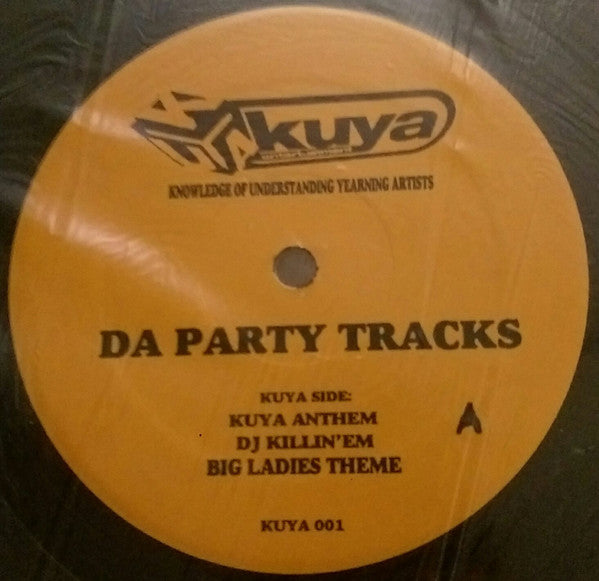 kuya
KNOWLEDGE OF UNDERSTANDING YEARNING ARTISTS
DA PARTY TRACKS
KUYA SIDE:
KUYA ANTHEM
DJ KILLIN'EM
BIG LADIES THEME
A
KUYA 001